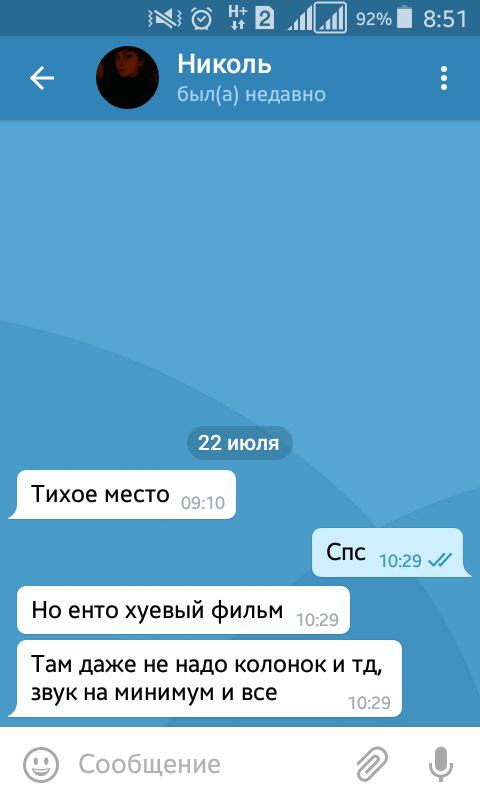 H+ 2 92% 8:51
Николь
был(а) недавно
22 июля
Тихое место 09:10
Спс 10:29
Но енто хуевый фильм 10:29
Там даже не надо колонок и тд,
звук на минимум и все 10:29
Сообщение